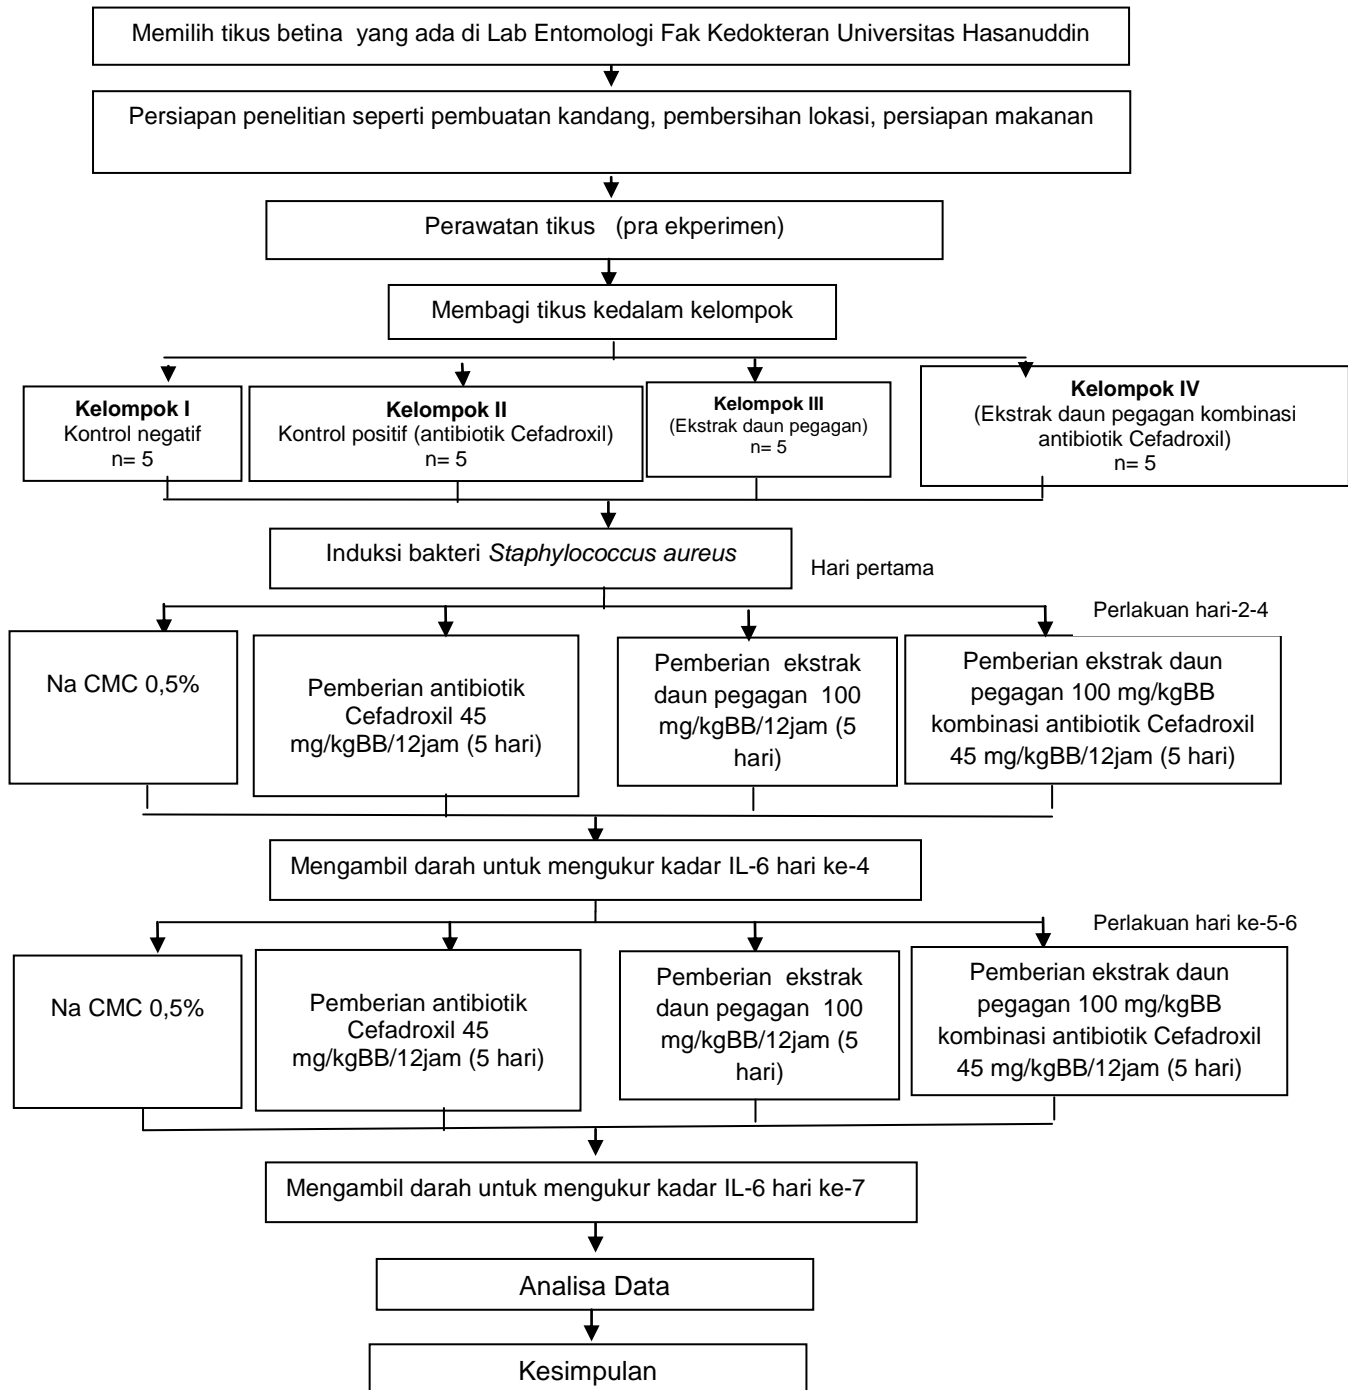 Memilih tikus betina yang ada di Lab Entomologi Fak Kedokteran Universitas Hasanuddin
Persiapan penelitian seperti pembuatan kandang, pembersihan lokasi, persiapan makanan
Perawatan tikus (pra ekperimen)
Membagi tikus kedalam kelompok
Kelompok I
Kontrol negatif
n= 5
Kelompok II
Kontrol positif (antibiotik Cefadroxil)
n= 5
Kelompok III
(Ekstrak daun pegagan)
n= 5
Kelompok IV
(Ekstrak daun pegagan kombinasi
antibiotik Cefadroxil)
n= 5
Induksi bakteri Staphylococcus aureus
Hari pertama
Perlakuan hari-2-4
Na CMC 0,5%
Pemberian antibiotik
Cefadroxil 45
mg/kgBB/12jam (5 hari)
Pemberian ekstrak
daun pegagan 100
mg/kgBB/12jam (5
hari)
Pemberian ekstrak daun
pegagan 100 mg/kgBB
kombinasi antibiotik Cefadroxil
45 mg/kgBB/12jam (5 hari)
Mengambil darah untuk mengukur kadar IL-6 hari ke-4
Perlakuan hari ke-5-6
Na CMC 0,5%
Pemberian antibiotik
Cefadroxil 45
mg/kgBB/12jam (5 hari)
Pemberian ekstrak
daun pegagan 100
mg/kgBB/12jam (5
hari)
Pemberian ekstrak daun
pegagan 100 mg/kgBB
kombinasi antibiotik Cefadroxil
45 mg/kgBB/12jam (5 hari)
Mengambil darah untuk mengukur kadar IL-6 hari ke-7
Analisa Data
Kesimpulan